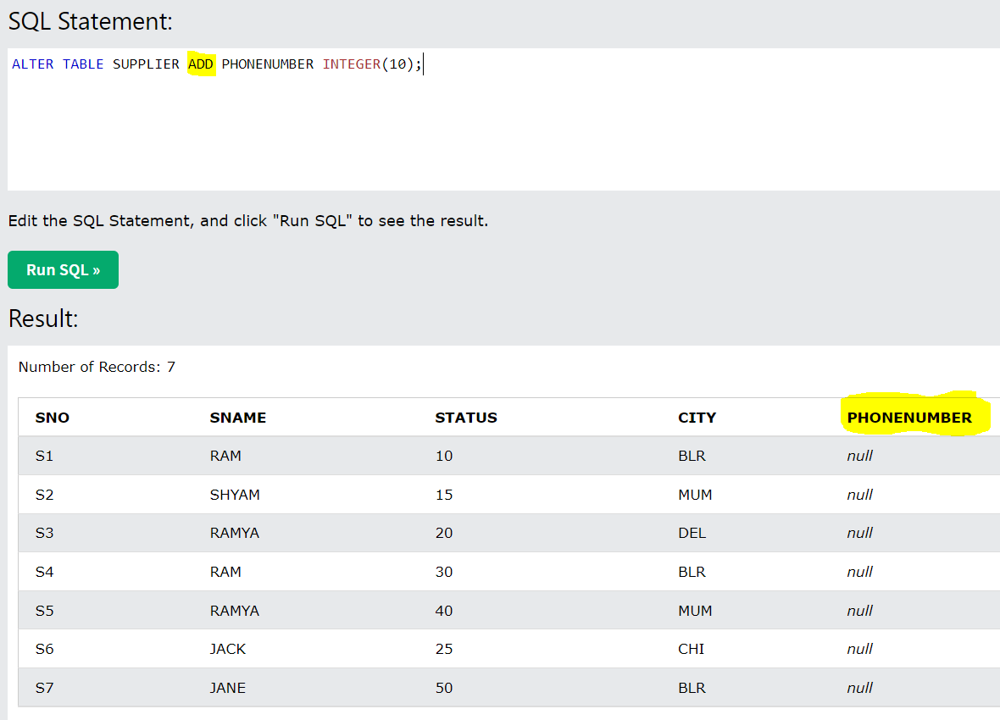 SQL Statement:
ALTER TABLE SUPPLIER ADD PHONENUMBER INTEGER(10);
Edit the SQL Statement, and click "Run SQL" to see the result.
Run SQL »
Result:
Number of Records: 7
SNO SNAME STATUS CITY PHONENUMBER
S1 RAM 10 BLR null
S2 SHYAM 15 MUM null
S3 RAMYA 20 DEL null
S4 RAM 30 BLR null
S5 RAMYA 40 MUM null
S6 JACK 25 CHI null
S7 JANE 50 BLR null